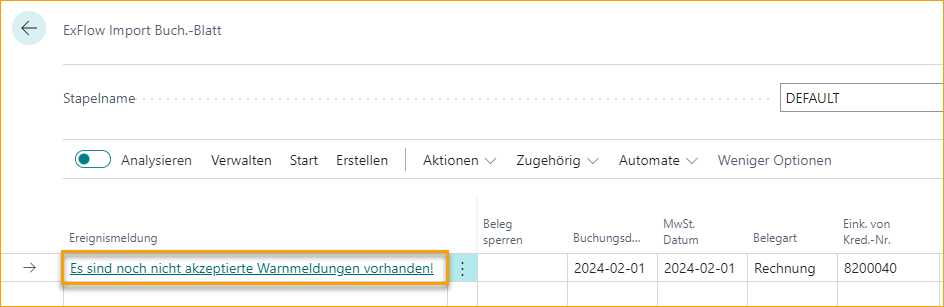 ExFlow Import Buch.-Blatt
Stapelname
DEFAULT
Analysieren Verwalten Start Erstellen Aktionen Zugehörig Automate Weniger Optionen
Ereignismeldung
Beleg
sperren
Buchungsd...
MwSt.
Datum
Belegart
Eink. von
Kred.-Nr.
Es sind noch nicht akzeptierte Warnmeldungen vorhanden! 2024-02-01 2024-02-01 Rechnung 8200040